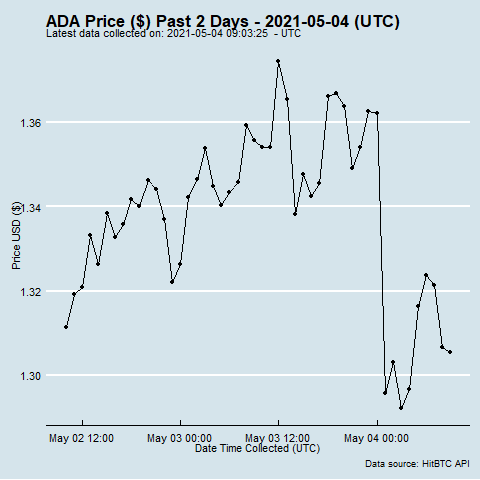 ADA Price ($) Past 2 Days - 2021-05-04 (UTC)
Latest data collected on: 2021-05-04 09:03:25 - UTC
Price USD ($)
1.36
1.34
1.32
1.30
May 02 12:00 May 03 00:00 May 03 12:00 May 04 00:00
Date Time Collected (UTC)
Data source: HitBTC API